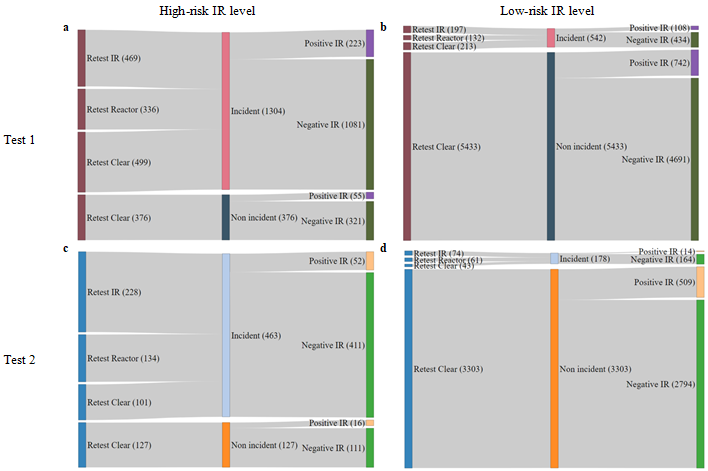 High-risk IR level
Low-risk IR level
Test 1
a
Retest IR (469)
Retest Reactor (336)
Retest Clear (499)
Retest Clear (376)
Incident (1304)
Non incident (376)
Positive IR (223)
Negative IR (1081)
Positive IR (55)
Negative IR (321)
b
Retest IR (197)
Retest Reactor (132)
Retest Clear (213)
Retest Clear (5433)
Incident (542)
Non incident (5433)
Positive IR (108)
Negative IR (434)
Positive IR (742)
Negative IR (4691)
Test 2
c
Retest IR (228)
Retest Reactor (134)
Retest Clear (101)
Retest Clear (127)
Incident (463)
Non incident (127)
Positive IR (52)
Negative IR (411)
Positive IR (16)
Negative IR (111)
d
Retest IR (74)
Retest Reactor (61)
Retest Clear (43)
Retest Clear (3303)
Incident (178)
Non incident (3303)
Positive IR (14)
Negative IR (164)
Positive IR (509)
Negative IR (2794)